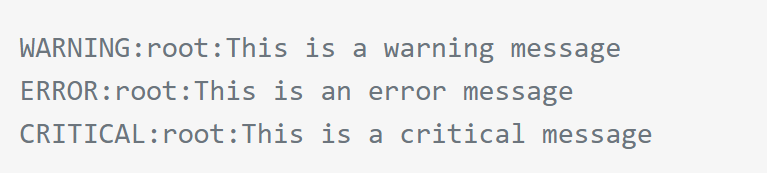 WARNING:root:This is a warning message
ERROR:root:This is an error message
CRITICAL:root:This is a critical message